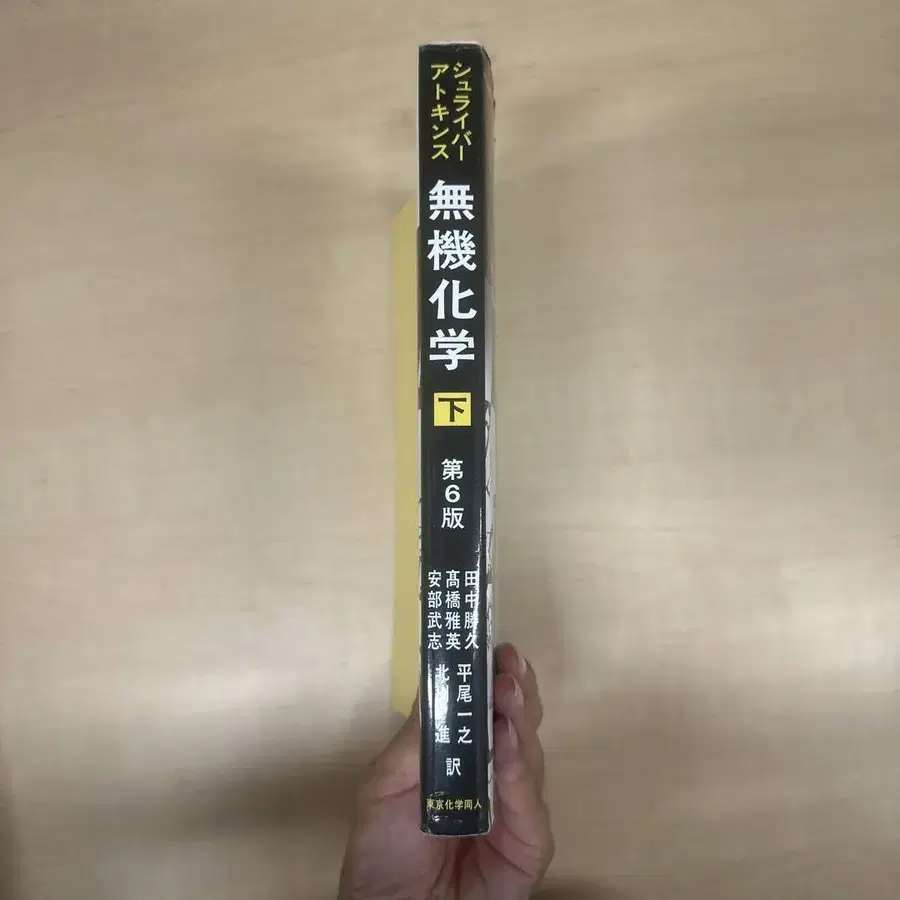 シュライバー
アトキンス
無機化学
下
第6版
田中勝久
髙橋雅英
安部武志
平尾一之
北 進
訳
東京化学同人